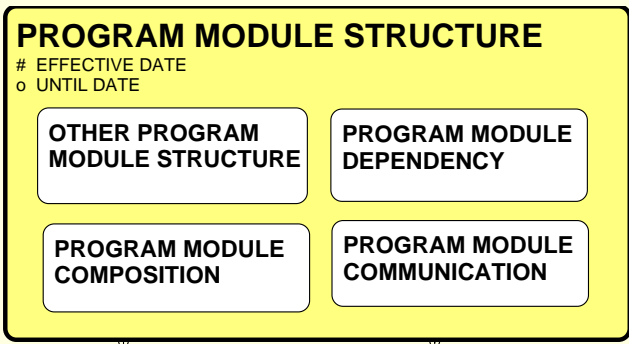 PROGRAM MODULE STRUCTURE
# EFFECTIVE DATE
o UNTIL DATE
OTHER PROGRAM
MODULE STRUCTURE
PROGRAM MODULE
DEPENDENCY
PROGRAM MODULE
COMPOSITION
PROGRAM MODULE
COMMUNICATION